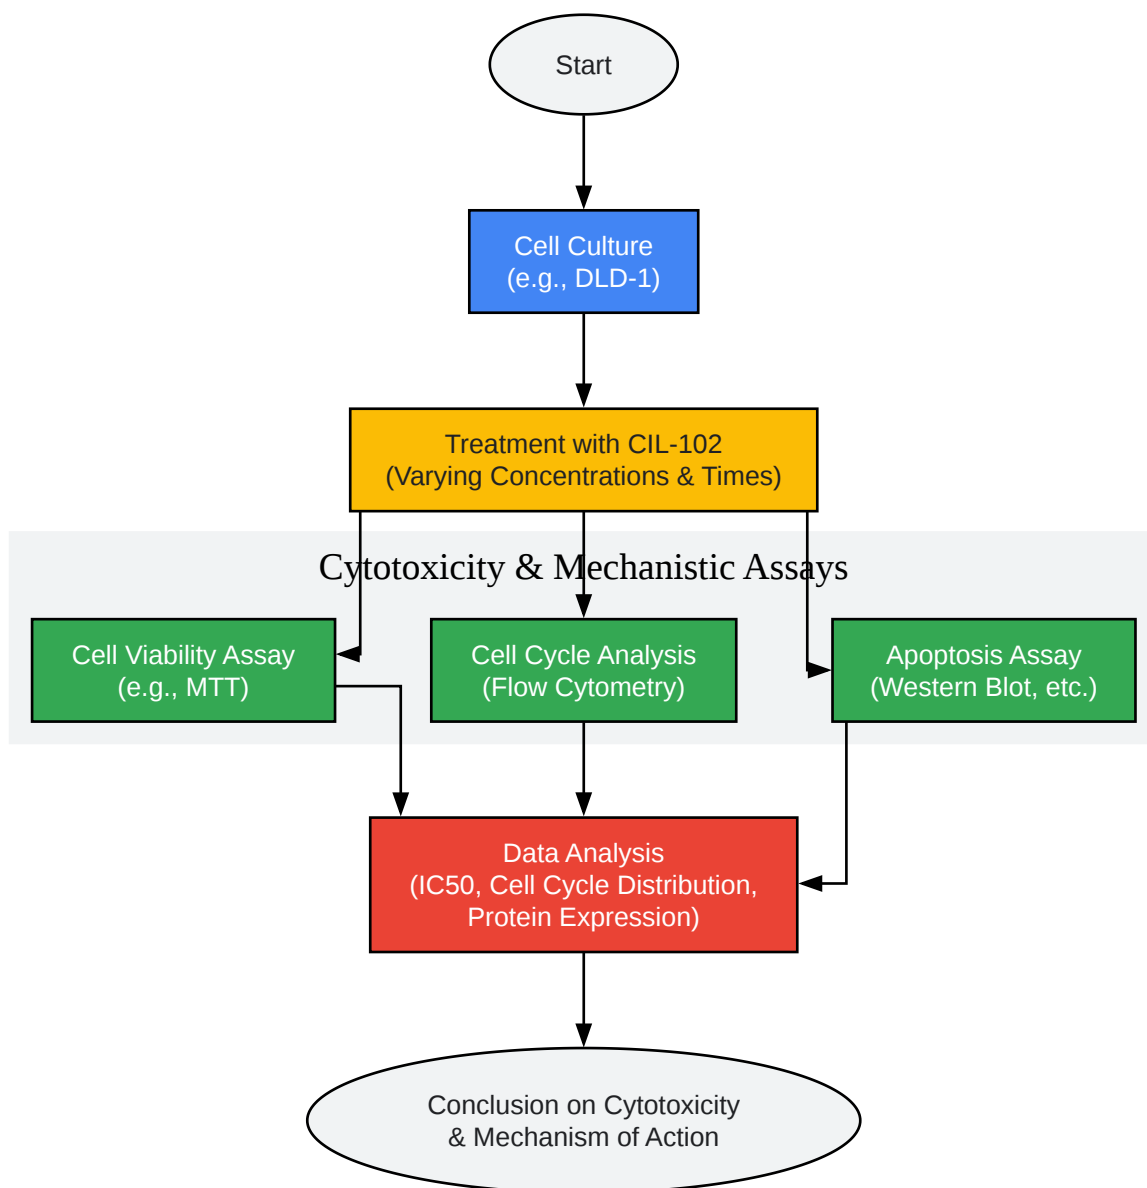 Start
Cell Culture
(e.g., DLD-1)
Treatment with CIL-102
(Varying Concentrations & Times)
Cytotoxicity & Mechanistic Assays
Cell Viability Assay
(e.g., MTT)
Cell Cycle Analysis
(Flow Cytometry)
Apoptosis Assay
(Western Blot, etc.)
Data Analysis
(IC50, Cell Cycle Distribution,
Protein Expression)
Conclusion on Cytotoxicity
& Mechanism of Action